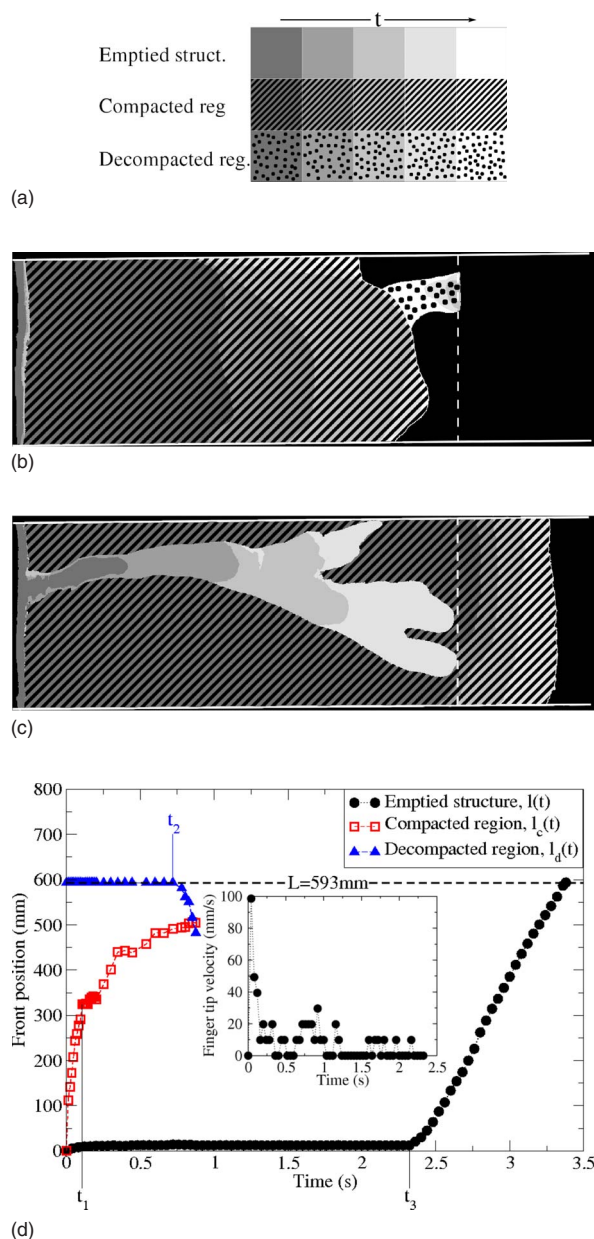 t
Emptied struct.
Compacted reg
Decompacted reg.
(a)
(b)
(c)
800
700
600
500
400
300
200
100
0
Front position (mm)
t2
Emptied structure, l(t)
Compacted region, l_c(t)
Decompacted region, l_d(t)
L=593mm
100
80
60
40
20
0
Finger tip velocity (mm/s)
0 0.5 1 1.5 2 2.5
Time (s)
0 0.5 1 1.5 2 2.5 3 3.5
Time (s)
t1
t3
(d)